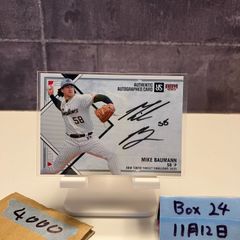 AUTHENTIC
AUTOGRAPHED CARD
58
MIKE BAUMANN
4000
Box 24
11月12日